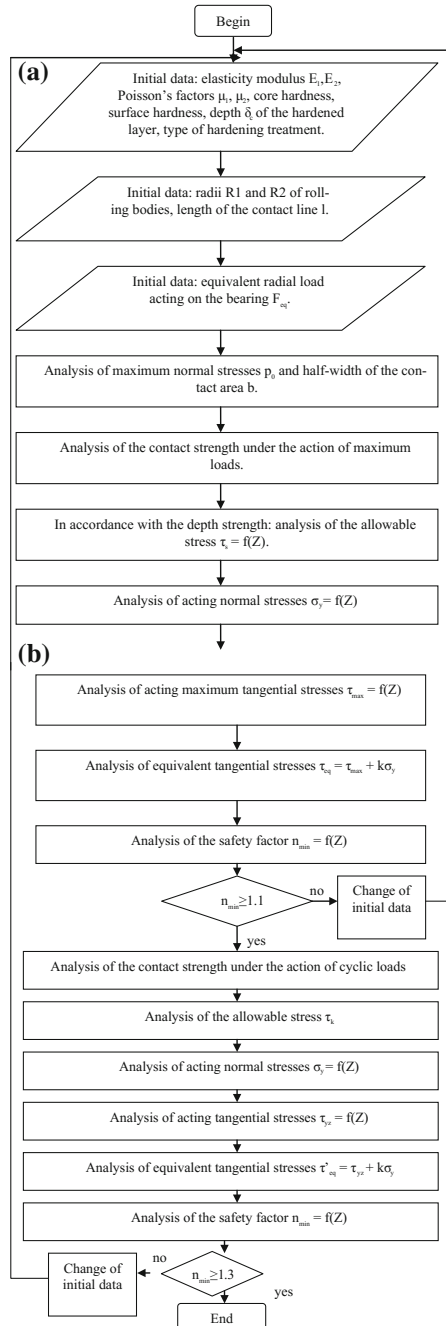 Begin
(a)
Initial data: elasticity modulus E₁,E₂,
Poisson's factors μ₁, μ₂, core hardness,
surface hardness, depth δₜ of the hardened
layer, type of hardening treatment.
Initial data: radii R1 and R2 of roll-
ing bodies, length of the contact line l.
Initial data: equivalent radial load
acting on the bearing Feq.
Analysis of maximum normal stresses p₀ and half-width of the con-
tact area b.
Analysis of the contact strength under the action of maximum
loads.
In accordance with the depth strength: analysis of the allowable
stress τₛ = f(Z).
Analysis of acting normal stresses σy= f(Z)
(b)
Analysis of acting maximum tangential stresses τmax = f(Z)
Analysis of equivalent tangential stresses τeq = τmax + kσy
Analysis of the safety factor nmin = f(Z)
nmin≥1.1
no
Change of
initial data
yes
Analysis of the contact strength under the action of cyclic loads
Analysis of the allowable stress τk
Analysis of acting normal stresses σy= f(Z)
Analysis of acting tangential stresses τyz = f(Z)
Analysis of equivalent tangential stresses τ'eq = τyz + kσy
Analysis of the safety factor nmin = f(Z)
Change of
initial data
no
nmin≥1.3
yes
End